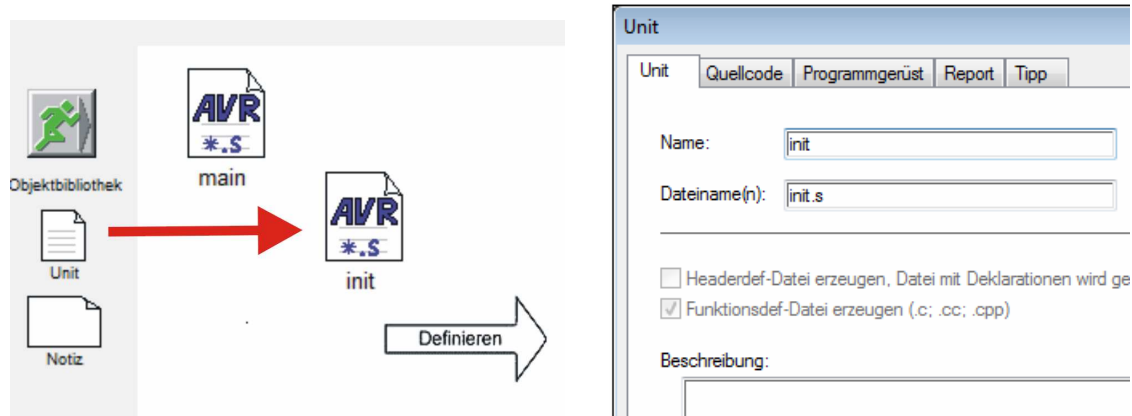 AVR
*.s
main
Objektbibliothek
Unit
AVR
*.s
init
Notiz
Definieren
Unit
Unit Quellcode Programmgerüst Report Tipp
Name: init
Dateiname(n): init.s
Headerdef-Datei erzeugen, Datei mit Deklarationen wird ge
Funktionsdef-Datei erzeugen (.c; .cc; .cpp)
Beschreibung: